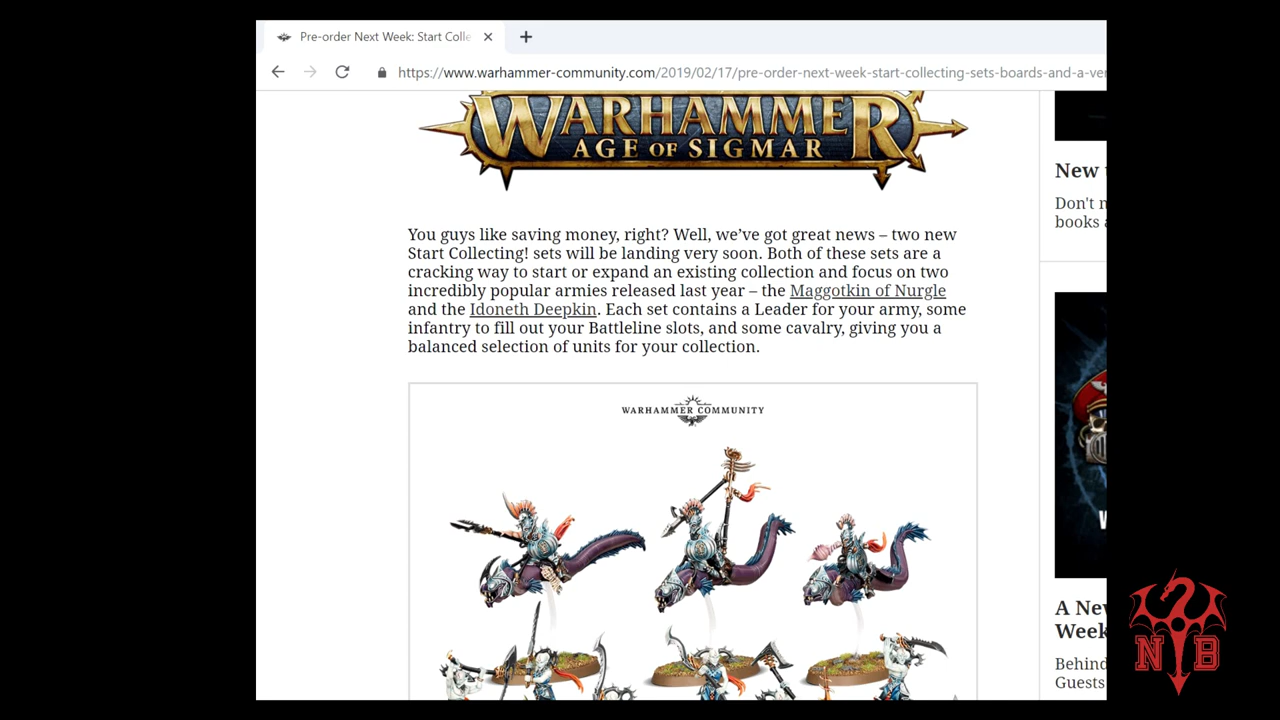 Pre-order Next Week: Start Colle
https://www.warhammer-community.com/2019/02/17/pre-order-next-week-start-collecting-sets-boards-and-a-ver
WARHAMMER
AGE OF SIGMAR
You guys like saving money, right? Well, we’ve got great news – two new
Start Collecting! sets will be landing very soon. Both of these sets are a
cracking way to start or expand an existing collection and focus on two
incredibly popular armies released last year – the Maggotkin of Nurgle
and the Idoneth Deepkin. Each set contains a Leader for your army, some
infantry to fill out your Battleline slots, and some cavalry, giving you a
balanced selection of units for your collection.
WARHAMMER COMMUNITY
New
Don't
books
A New
Week
Behind
Guests
N B